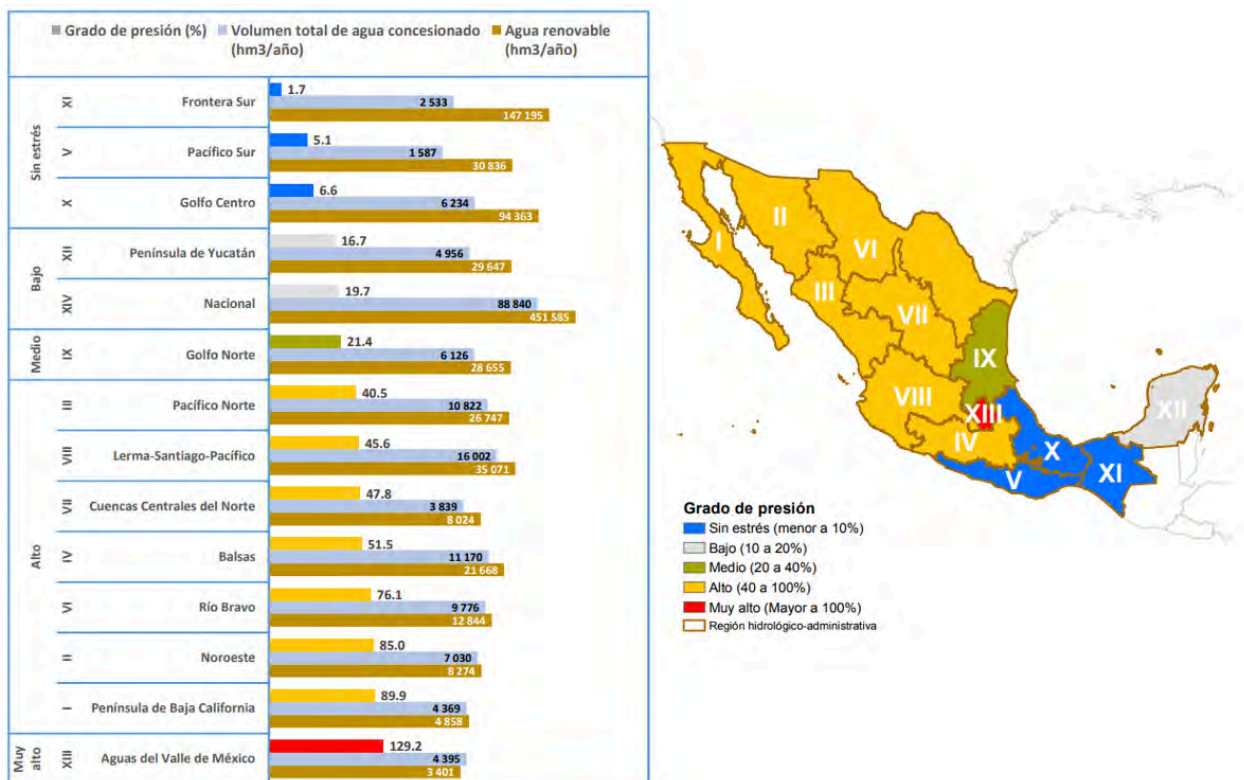 Grado de presión (%) Volumen total de agua concesionado (hm3/año) Agua renovable (hm3/año)
Sin estrés
XI Frontera Sur 1.7
2 533
147 195
V Pacífico Sur 5.1
1 587
30 836
X Golfo Centro 6.6
6 234
94 363
Bajo
XII Península de Yucatán 16.7
4 956
29 647
XIV Nacional 19.7
88 840
451 585
Medio
IX Golfo Norte 21.4
6 126
28 655
Alto
III Pacífico Norte 40.5
10 822
26 747
VIII Lerma-Santiago-Pacífico 45.6
16 002
35 071
VII Cuencas Centrales del Norte 47.8
3 839
8 024
IV Balsas 51.5
11 170
21 668
VI Río Bravo 76.1
9 776
12 844
II Noroeste 85.0
7 030
8 274
I Península de Baja California 89.9
4 369
4 858
Muy alto
XIII Aguas del Valle de México 129.2
4 395
3 401
I
II
VI
III
VII
IX
VIII
XIII
XII
IV
X
XI
V
Grado de presión
Sin estrés (menor a 10%)
Bajo (10 a 20%)
Medio (20 a 40%)
Alto (40 a 100%)
Muy alto (Mayor a 100%)
Región hidrológico-administrativa